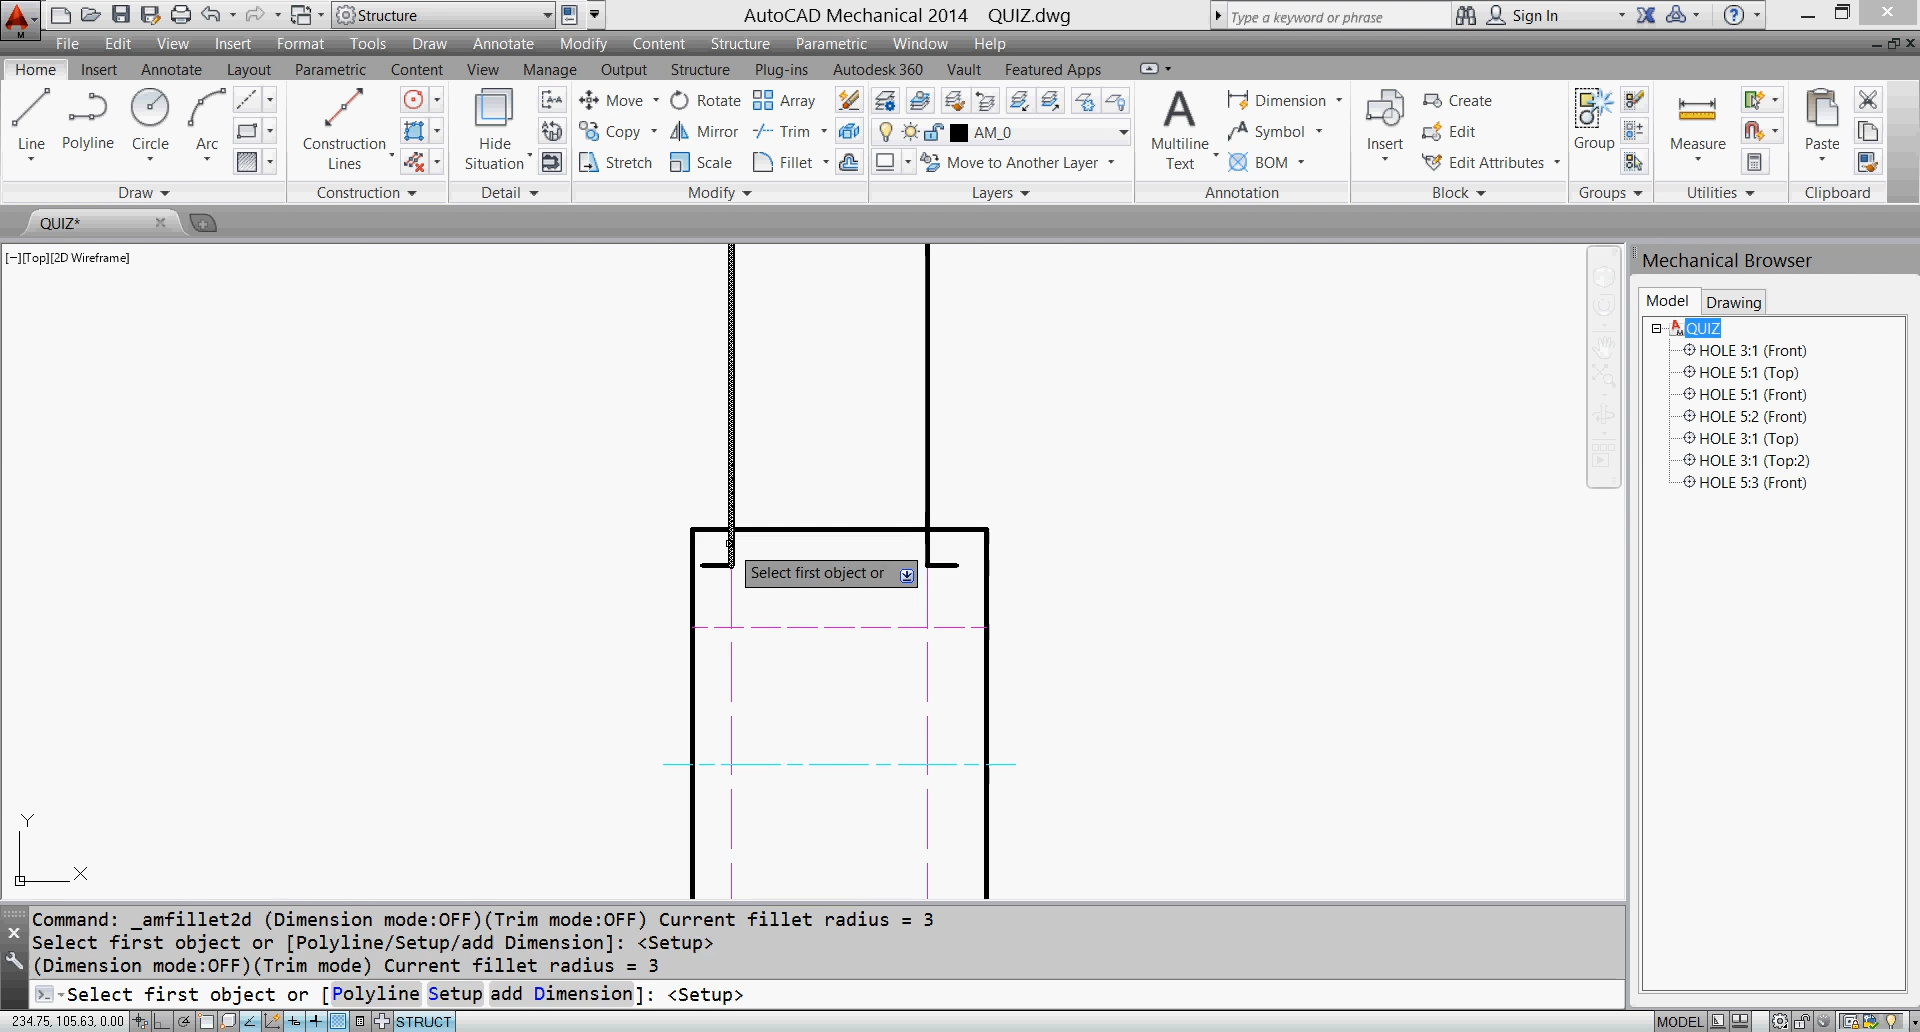 M
Structure
AutoCAD Mechanical 2014 QUIZ.dwg
Type a keyword or phrase
Sign In
File Edit View Insert Format Tools Draw Annotate Modify Content Structure Parametric Window Help
Home Insert Annotate Layout Parametric Content View Manage Output Structure Plug-ins Autodesk 360 Vault Featured Apps
Line Polyline Circle Arc
Construction Lines
Hide Situation
Move Rotate Array
Copy Mirror Trim
Stretch Scale Fillet
AM_0
Move to Another Layer
Multiline Text
Dimension
Symbol
BOM
Insert
Create
Edit
Edit Attributes
Group
Measure
Paste
Draw Construction Detail Modify Layers Annotation Block Groups Utilities Clipboard
QUIZ*
[−][Top][2D Wireframe]
Mechanical Browser
Model Drawing
QUIZ
HOLE 3:1 (Front)
HOLE 5:1 (Top)
HOLE 5:1 (Front)
HOLE 5:2 (Front)
HOLE 3:1 (Top)
HOLE 3:1 (Top:2)
HOLE 5:3 (Front)
Select first object or
Y
X
Command: _amfillet2d (Dimension mode:OFF)(Trim mode:OFF) Current fillet radius = 3
Select first object or [Polyline/Setup/add Dimension]: <Setup>
(Dimension mode:OFF)(Trim mode) Current fillet radius = 3
Select first object or [Polyline Setup add Dimension]: <Setup>
234.75, 105.63, 0.00
STRUCT
MODEL